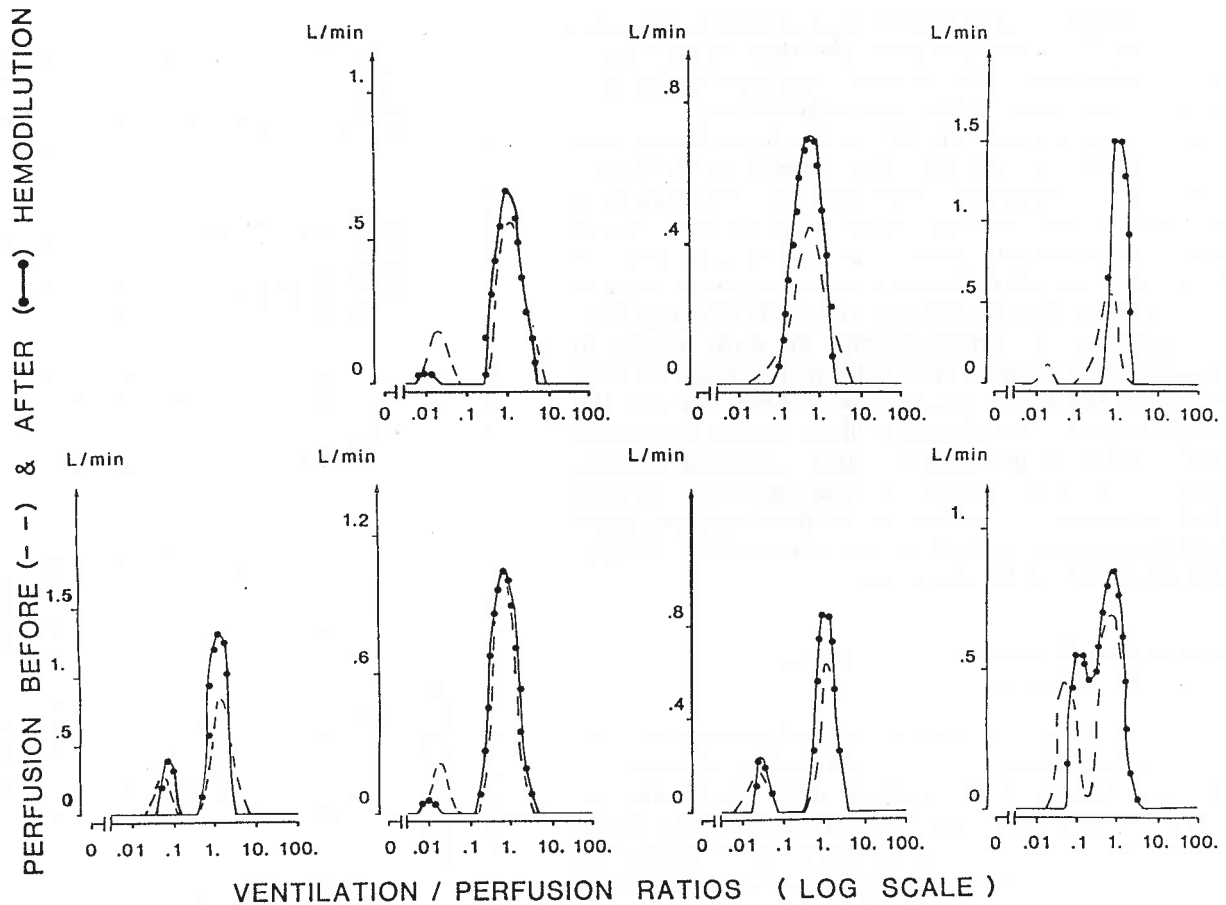 PERFUSION BEFORE (- -) & AFTER (●—●) HEMODILUTION
L/min
1.
.5
0
0 .01 .1 1. 10. 100.
L/min
.8
.4
0
0 .01 .1 1. 10. 100.
L/min
1.5
1.
0.5
0
0 .01 .1 1. 10. 100.
L/min
1.5
1.
0.5
0
0 .01 .1 1. 10. 100.
L/min
1.2
.6
0
0 .01 .1 1. 10. 100.
L/min
.8
.4
0
0 .01 .1 1. 10. 100.
L/min
1.
0.5
0
0 .01 .1 1. 10. 100.
VENTILATION / PERFUSION RATIOS ( LOG SCALE )